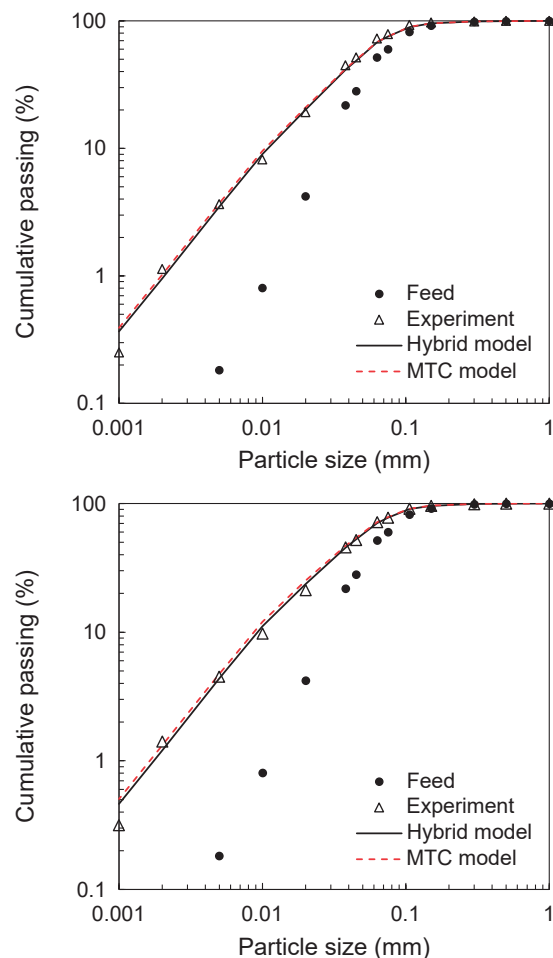 100
10
1
0.1
Cumulative passing (%)
Feed
Experiment
Hybrid model
MTC model
0.001
0.01
0.1
1
Particle size (mm)
100
10
1
0.1
Cumulative passing (%)
Feed
Experiment
Hybrid model
MTC model
0.001
0.01
0.1
1
Particle size (mm)